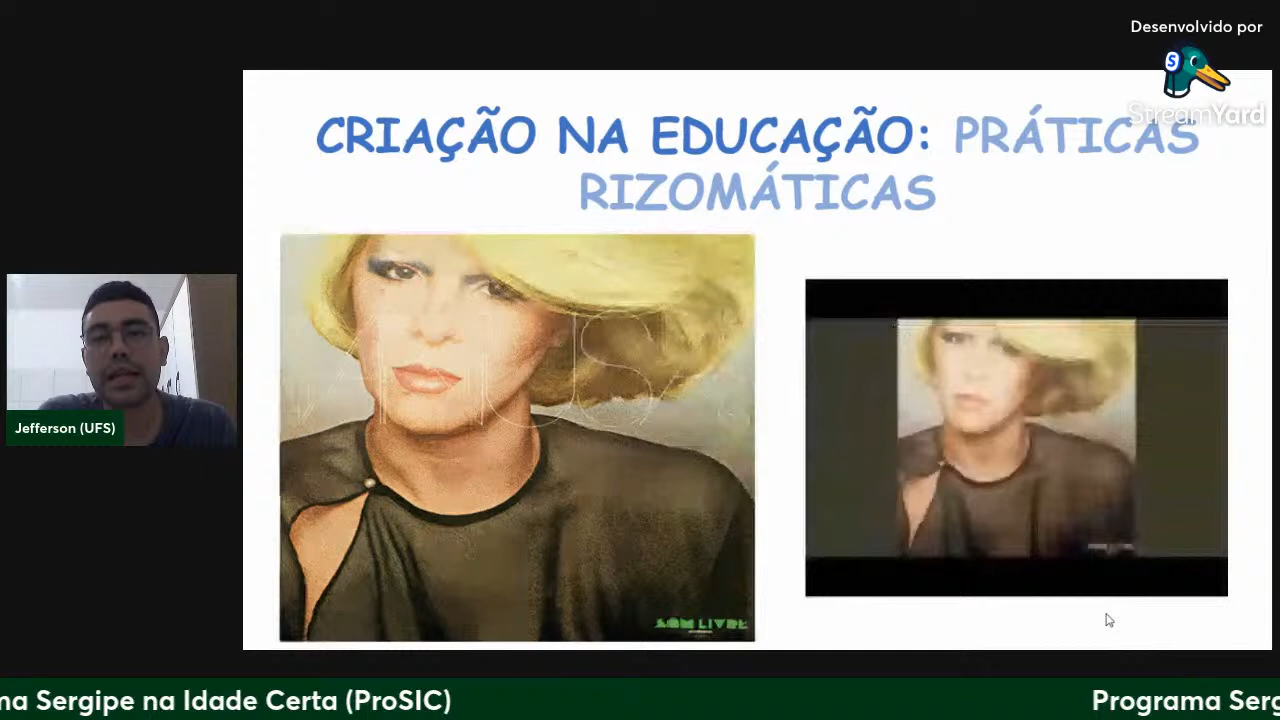 Desenvolvido por
StreamYard
CRIAÇÃO NA EDUCAÇÃO: PRÁTICAS
RIZOMÁTICAS
Jefferson (UFS)
SOM LIVRE
ma Sergipe na Idade Certa (ProSIC)
Programa Serg